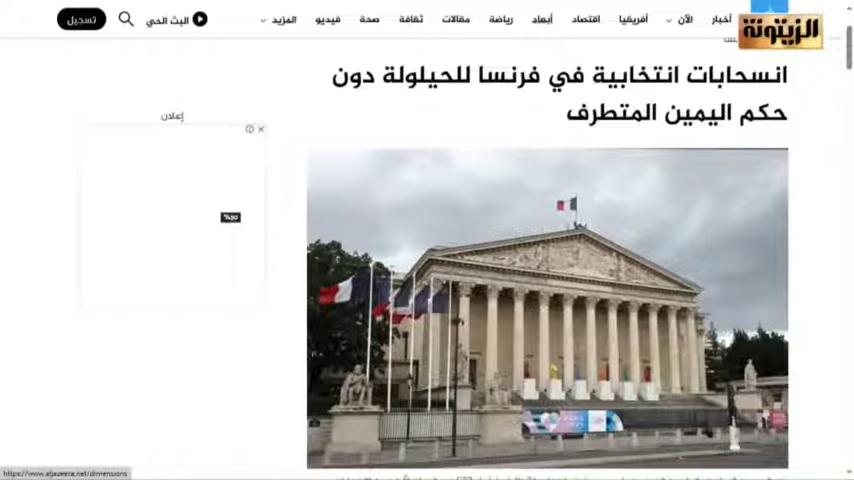 أخبار الآن أفريقيا أبعاد اقتصاد رياضة مقالات ثقافة صحة فيديو المزيد البث الحي تسجيل
الزيتونة
انسحابات انتخابية في فرنسا للحيلولة دون
حكم اليمين المتطرف
إعلان
https://www.aljazeera.net/dimensions